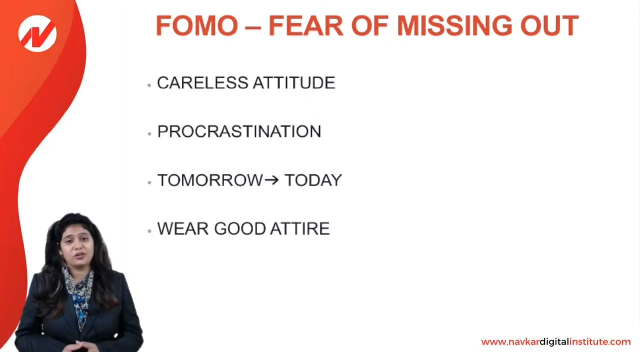 FOMO – FEAR OF MISSING OUT
• CARELESS ATTITUDE
• PROCRASTINATION
• TOMORROW➔ TODAY
• WEAR GOOD ATTIRE
www.navkardigitalinstitute.com